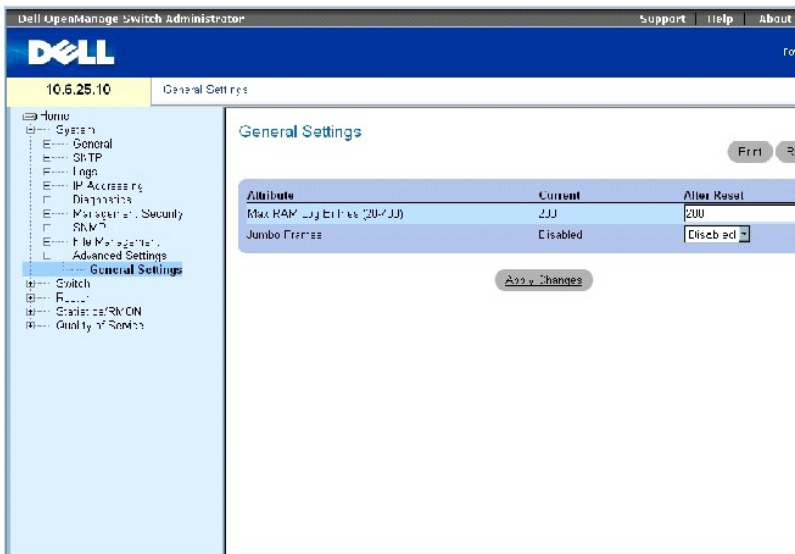 Dell OpenManage Switch Administrator Support Help About
DELL
10.6.25.10 General Settings
Home
System
General
SNTP
Logs
IP Addressing
Diagnostics
Management Security
SNMP
File Management
Advanced Settings
General Settings
Switch
Router
Statistics/RMON
Quality of Service
General Settings
Print R
Attribute Current After Reset
Max RAM Log Entries (20-400) 200 200
Jumbo Frames Disabled Disabled
Apply Changes